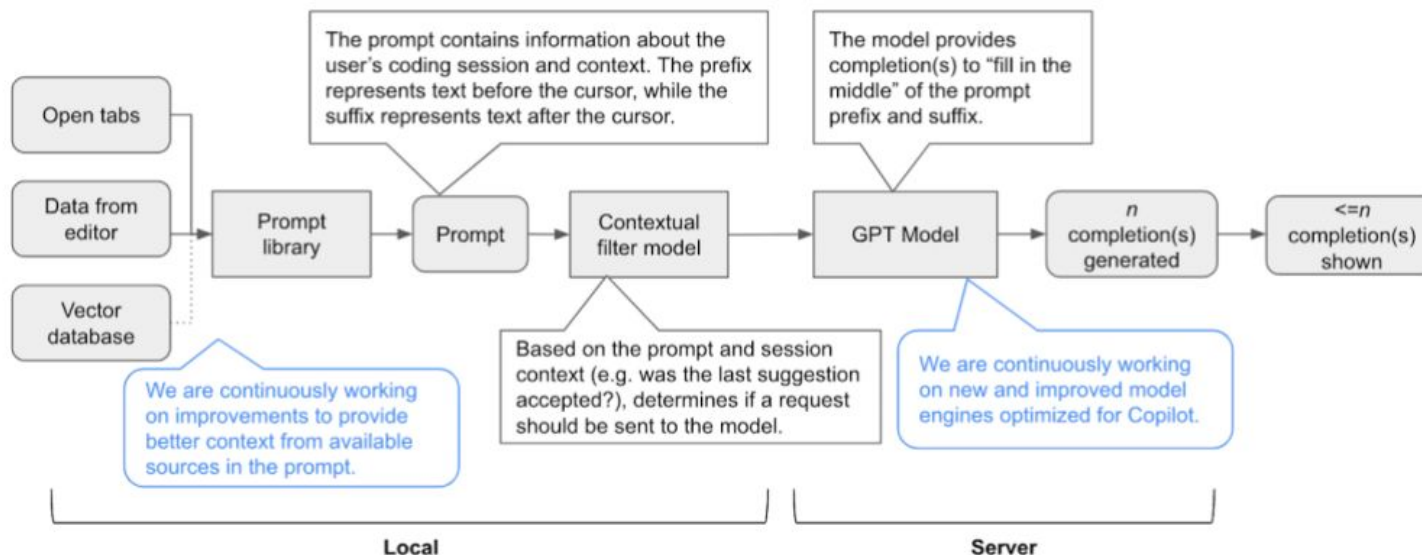 The prompt contains information about the
user's coding session and context. The prefix
represents text before the cursor, while the
suffix represents text after the cursor.
The model provides
completion(s) to “fill in the
middle” of the prompt
prefix and suffix.
Open tabs
Data from
editor
Vector
database
Prompt
library
Prompt
Contextual
filter model
GPT Model
n
completion(s)
generated
<=n
completion(s)
shown
We are continuously working
on improvements to provide
better context from available
sources in the prompt.
Based on the prompt and session
context (e.g. was the last suggestion
accepted?), determines if a request
should be sent to the model.
We are continuously working
on new and improved model
engines optimized for Copilot.
Local
Server